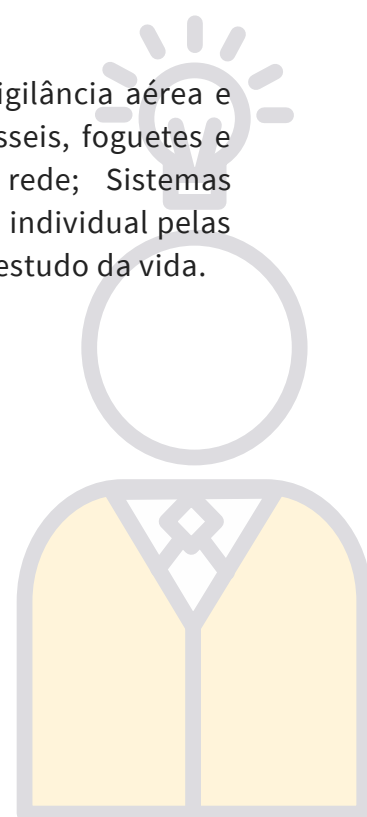 igilância aérea e
sseis, foguetes e
rede; Sistemas
individual pelas
estudo da vida.